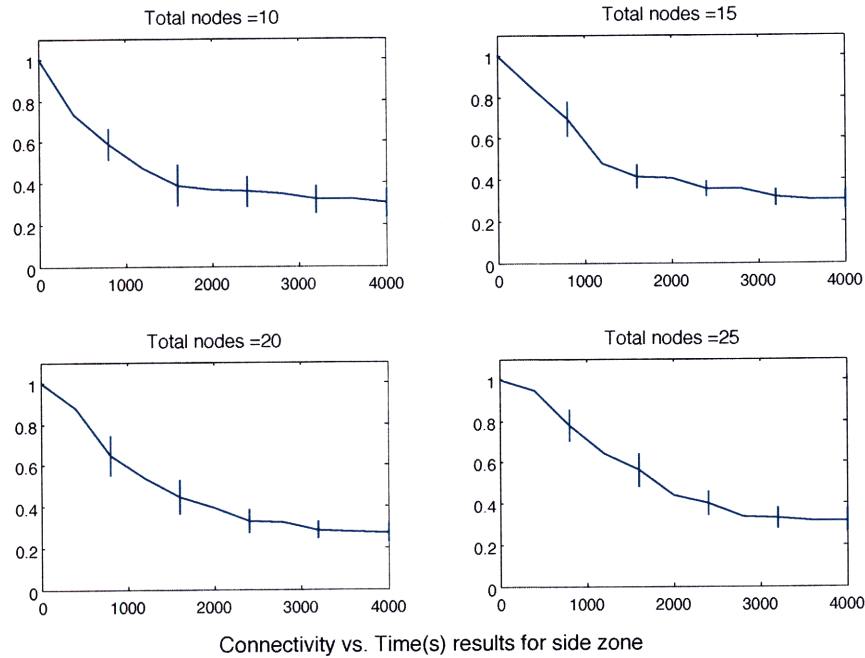 Total nodes =10
1
0.8
0.6
0.4
0.2
0
0 1000 2000 3000 4000
Total nodes =15
1
0.8
0.6
0.4
0.2
0
0 1000 2000 3000 4000
Total nodes =20
1
0.8
0.6
0.4
0.2
0
0 1000 2000 3000 4000
Total nodes =25
1
0.8
0.6
0.4
0.2
0
0 1000 2000 3000 4000
Connectivity vs. Time(s) results for side zone